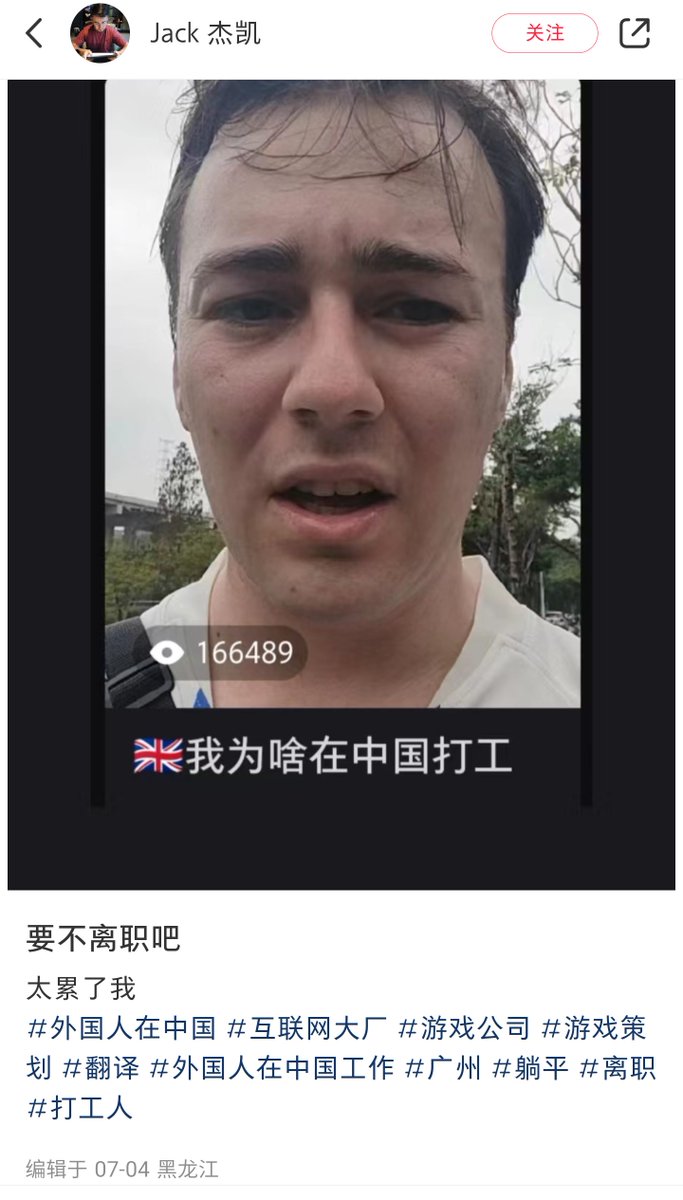 Jack 杰凯
关注
166489
🇬🇧我为啥在中国打工
要不离职吧
太累了我
#外国人在中国 #互联网大厂 #游戏公司 #游戏策
划 #翻译 #外国人在中国工作 #广州 #躺平 #离职
#打工人
编辑于 07-04 黑龙江